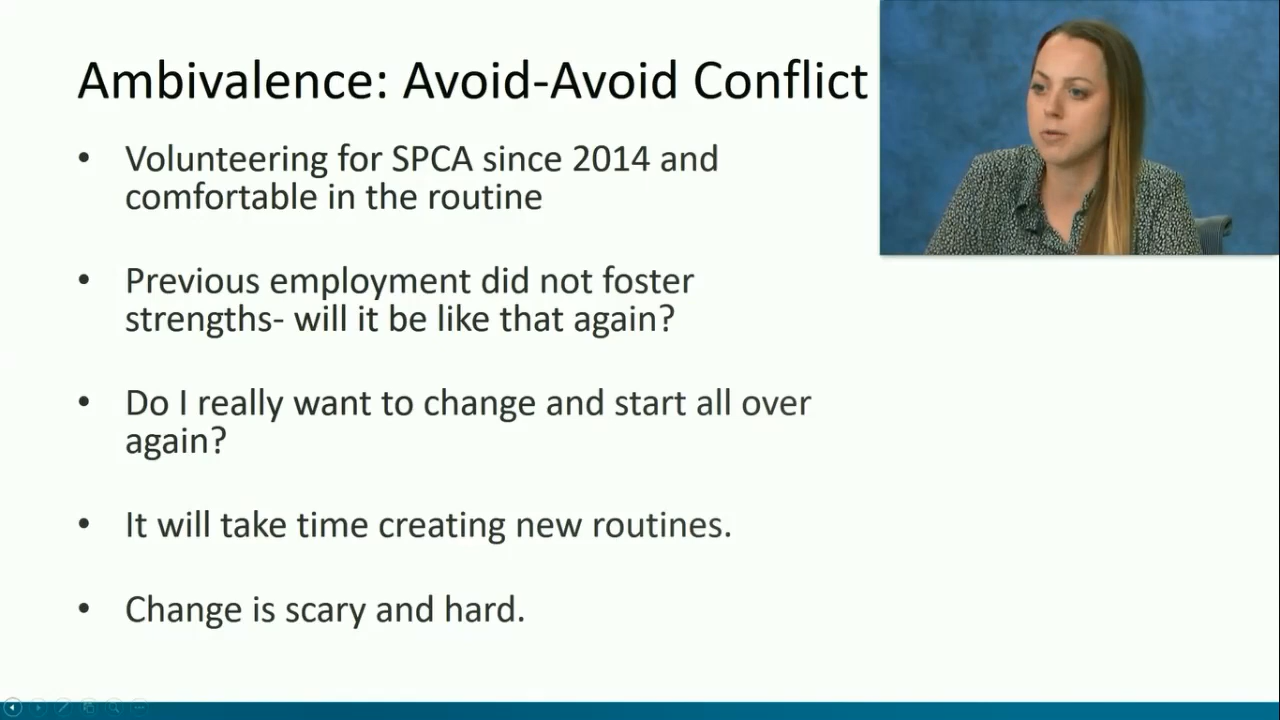 Ambivalence: Avoid-Avoid Conflict
• Volunteering for SPCA since 2014 and
comfortable in the routine
• Previous employment did not foster
strengths- will it be like that again?
• Do I really want to change and start all over
again?
• It will take time creating new routines.
• Change is scary and hard.